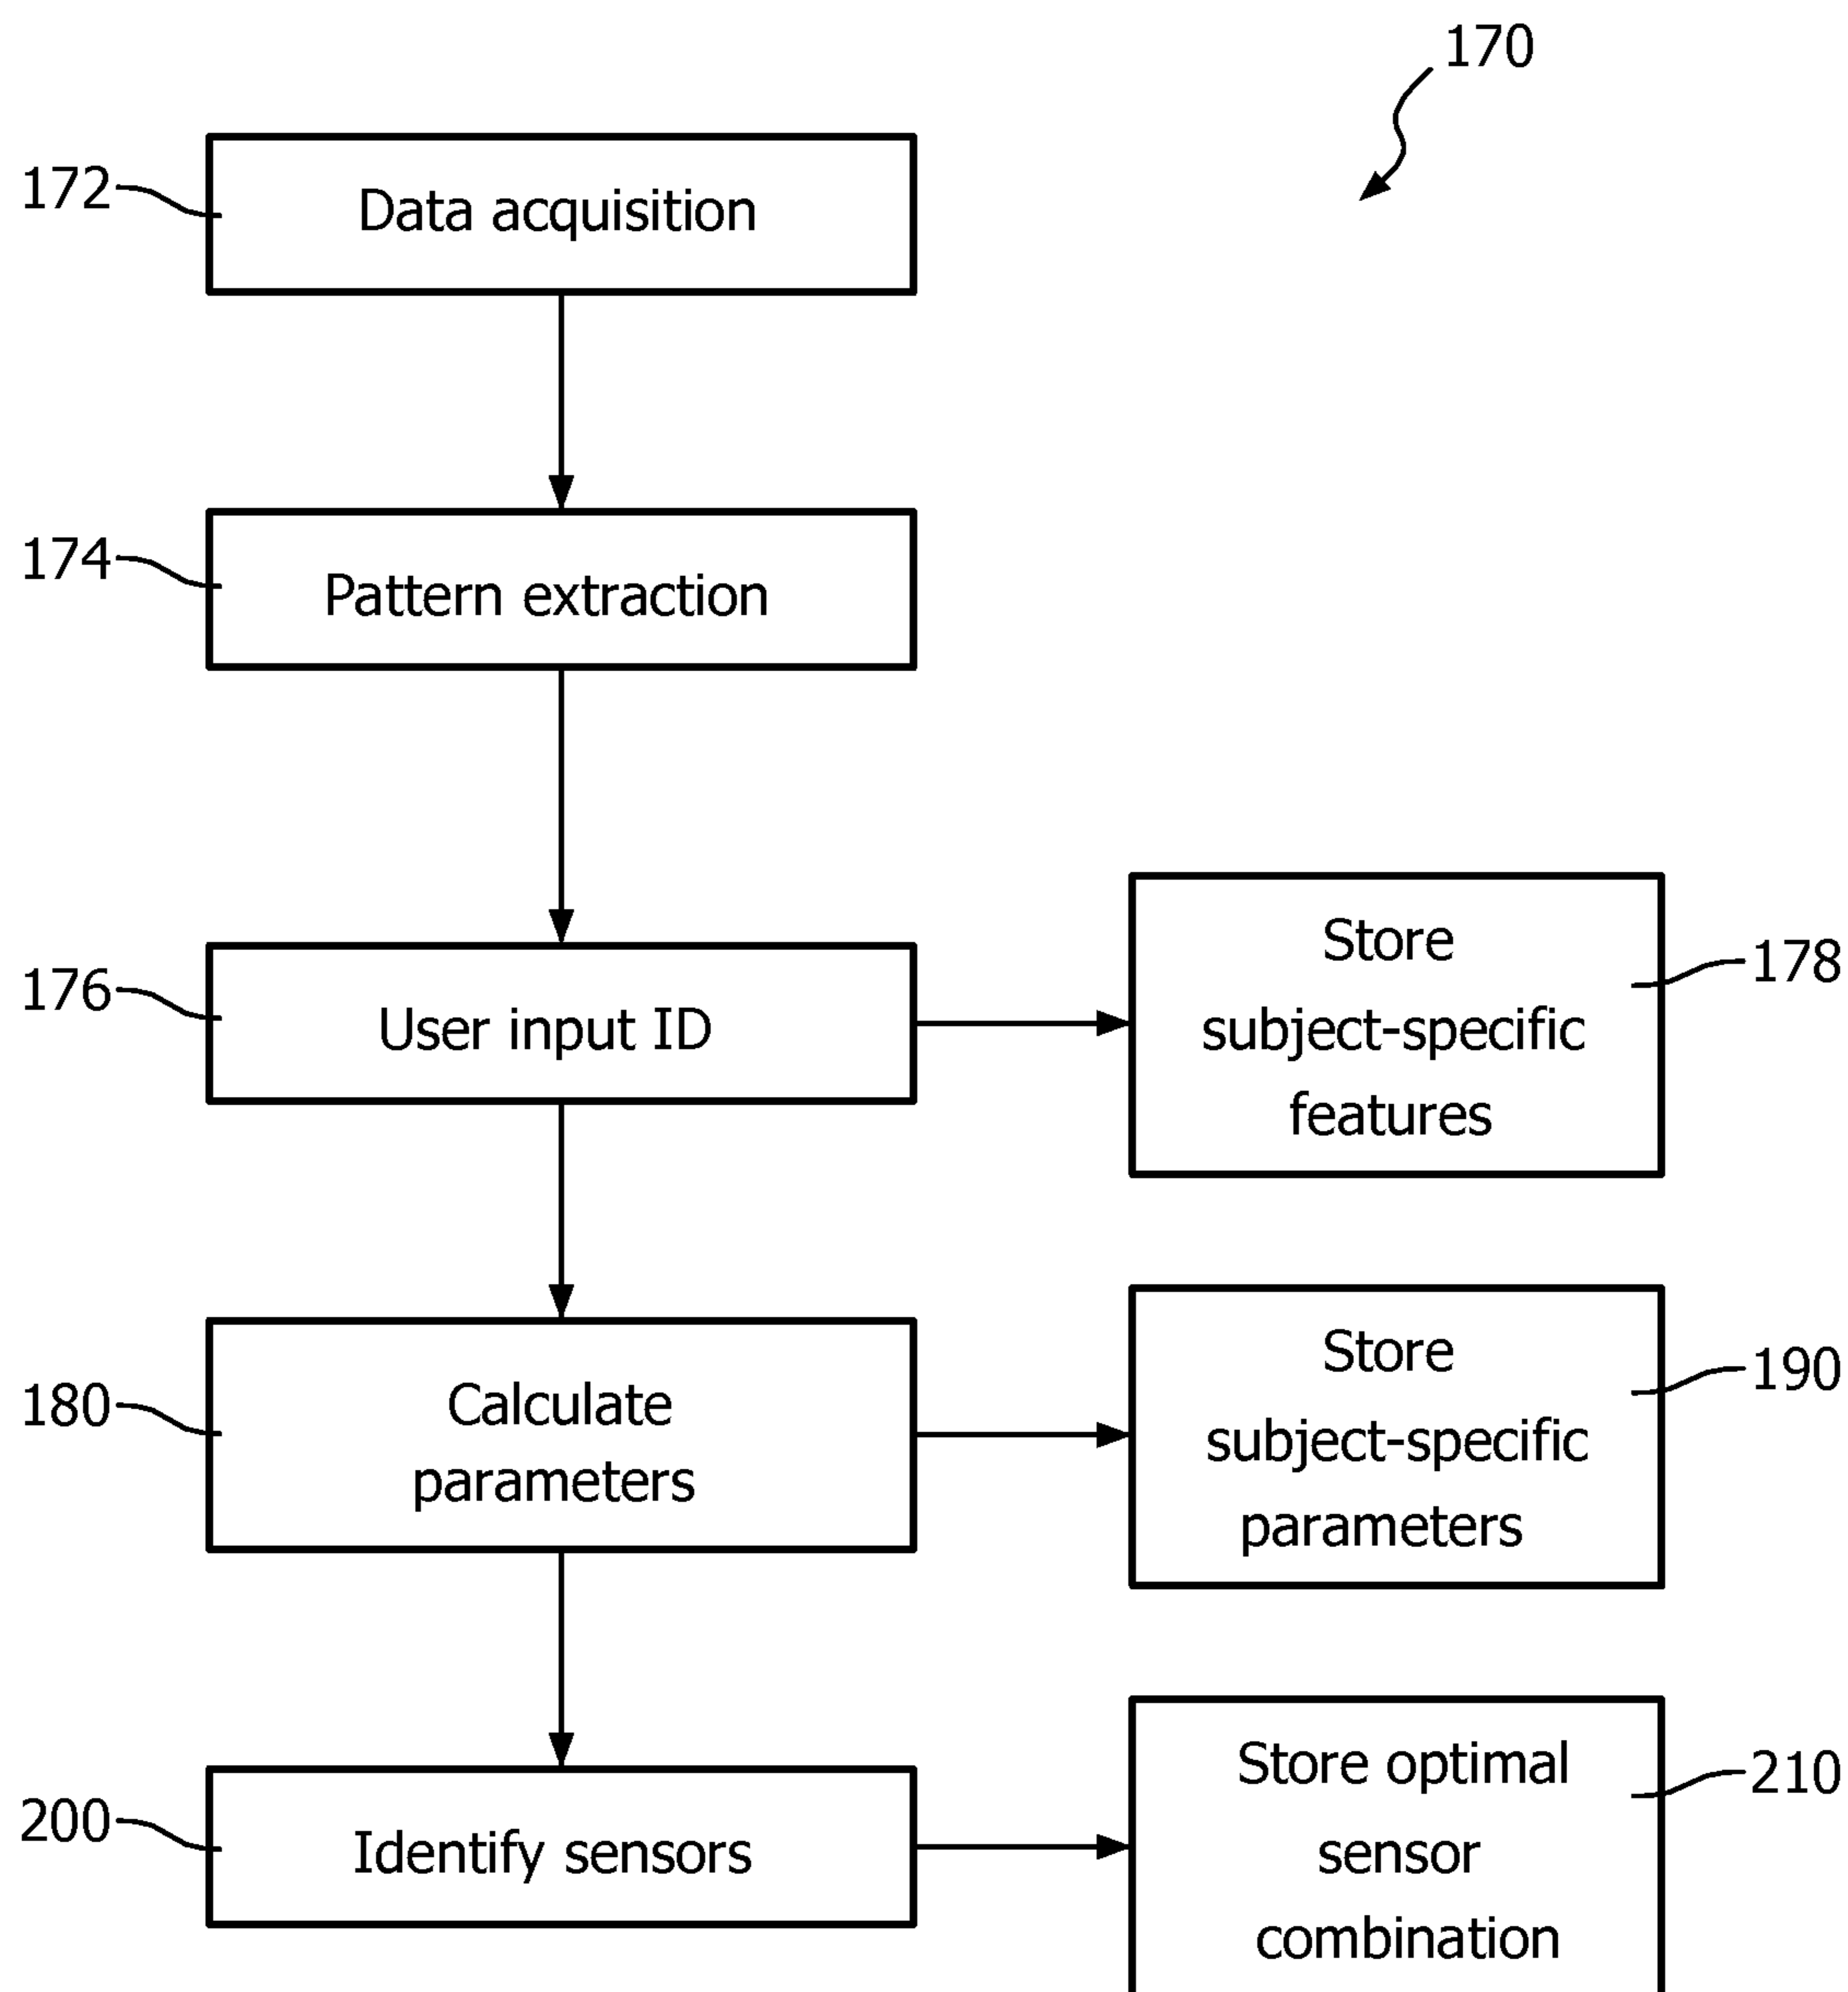 170
172
Data acquisition
174
Pattern extraction
176
User input ID
Store
subject-specific
features
178
180
Calculate
parameters
Store
subject-specific
parameters
190
200
Identify sensors
Store optimal
sensor
combination
210